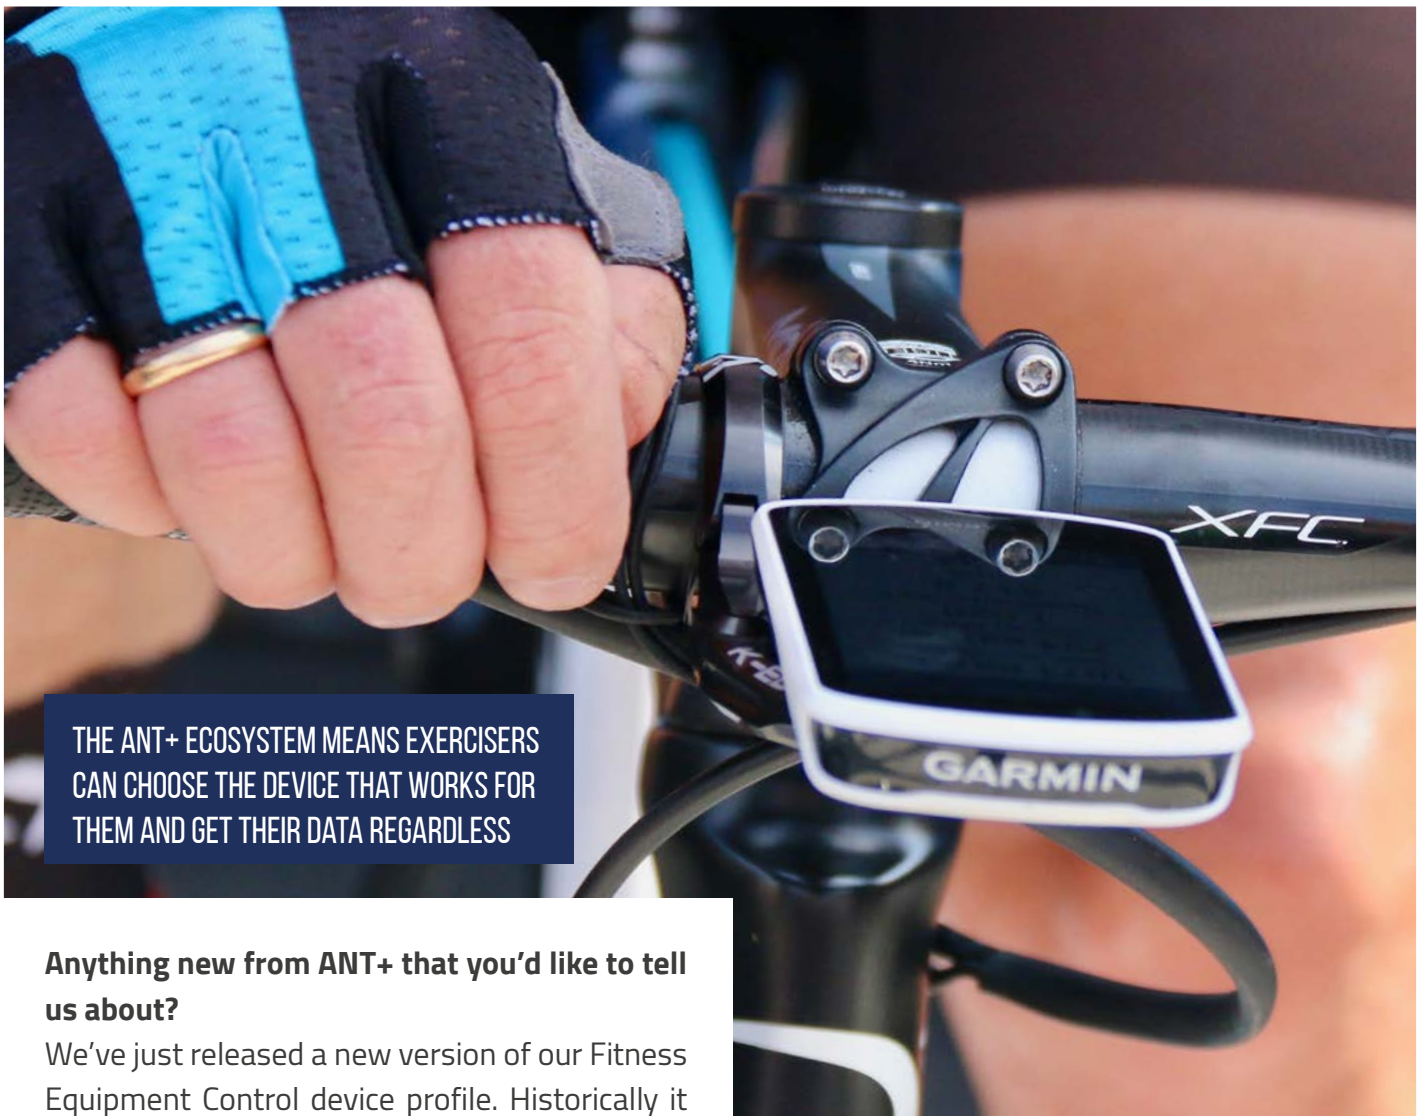 XFC
GARMIN
THE ANT+ ECOSYSTEM MEANS EXERCISERS
CAN CHOOSE THE DEVICE THAT WORKS FOR
THEM AND GET THEIR DATA REGARDLESS
Anything new from ANT+ that you’d like to tell
us about?
We’ve just released a new version of our Fitness
Equipment Control device profile. Historically it